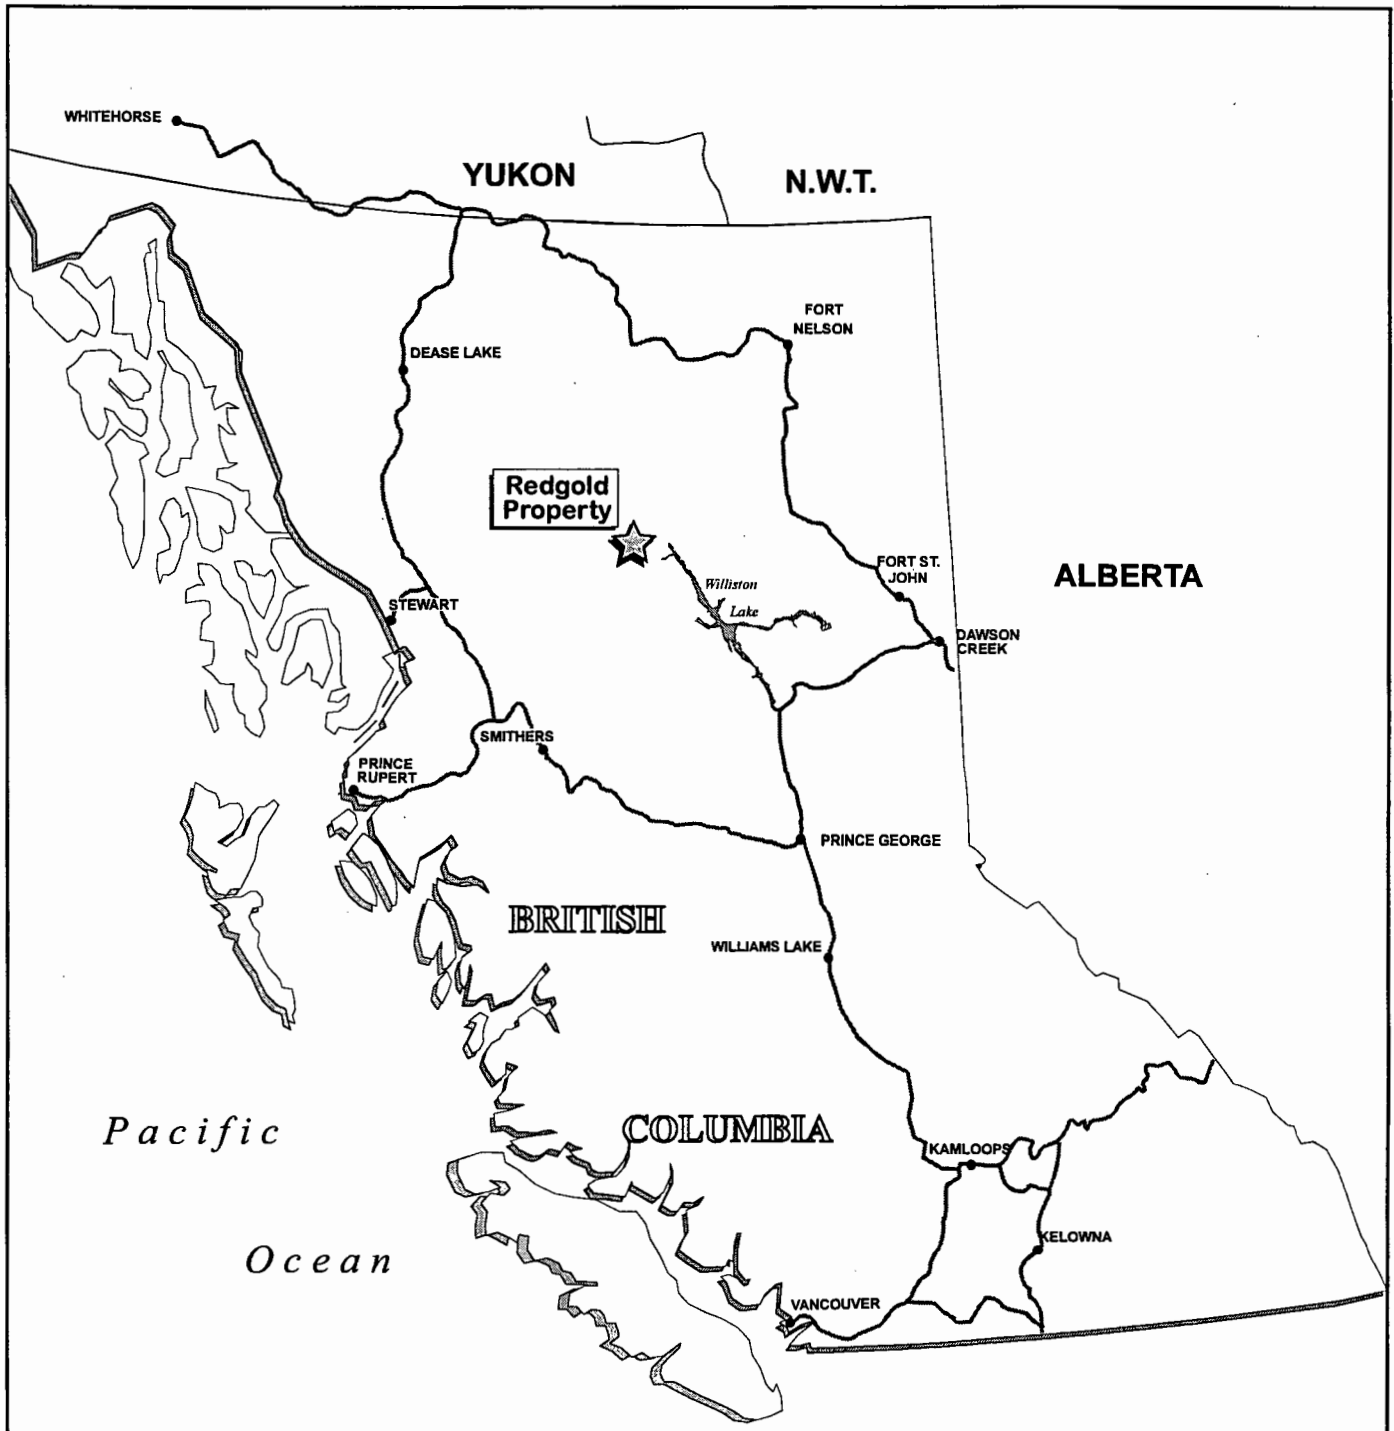 WHITEHORSE
YUKON
N.W.T.
FORT
NELSON
DEASE LAKE
Redgold
Property
FORT ST.
JOHN
ALBERTA
Williston
Lake
STEWART
DAWSON
CREEK
SMITHERS
PRINCE
RUPERT
PRINCE GEORGE
BRITISH
WILLIAMS LAKE
Pacific
COLUMBIA
KAMLOOPS
KELOWNA
Ocean
VANCOUVER